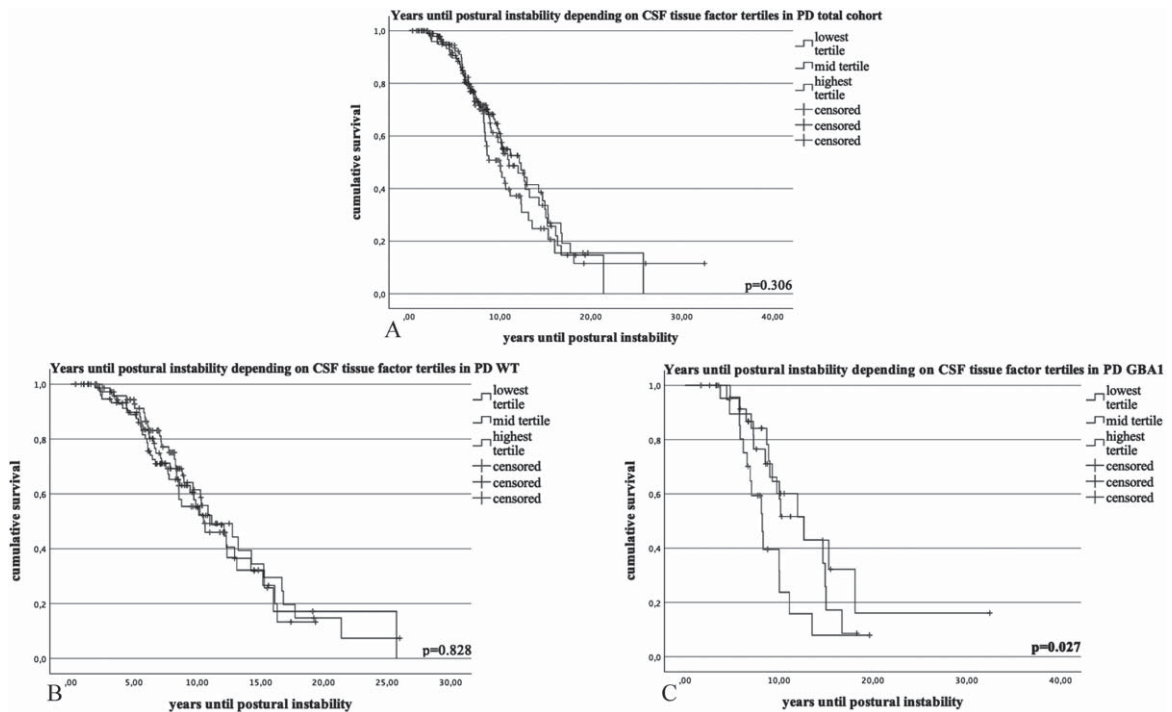 Years until postural instability depending on CSF tissue factor tertiles in PD total cohort
lowest
tertile
mid tertile
highest
tertile
censored
censored
censored
cumulative survival
1,0
0,8
0,6
0,4
0,2
0,0
,00
10,00
20,00
30,00
40,00
p=0.306
A
years until postural instability
Years until postural instability depending on CSF tissue factor tertiles in PD WT
lowest
tertile
mid tertile
highest
tertile
censored
censored
censored
cumulative survival
1,0
0,8
0,6
0,4
0,2
0,0
,00
5,00
10,00
15,00
20,00
25,00
30,00
p=0.828
B
years until postural instability
Years until postural instability depending on CSF tissue factor tertiles in PD GBA1
lowest
tertile
mid tertile
highest
tertile
censored
censored
censored
cumulative survival
1,0
0,8
0,6
0,4
0,2
0,0
,00
10,00
20,00
30,00
40,00
p=0.027
C
years until postural instability